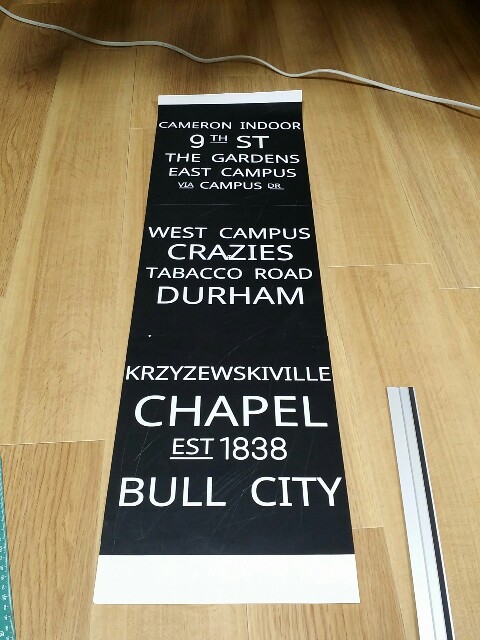 CAMERON INDOOR
9TH ST
THE GARDENS
EAST CAMPUS
VIA CAMPUS DR
WEST CAMPUS
CRAZIES
TABACCO ROAD
DURHAM
KRZYZEWSKIVILLE
CHAPEL
EST 1838
BULL CITY